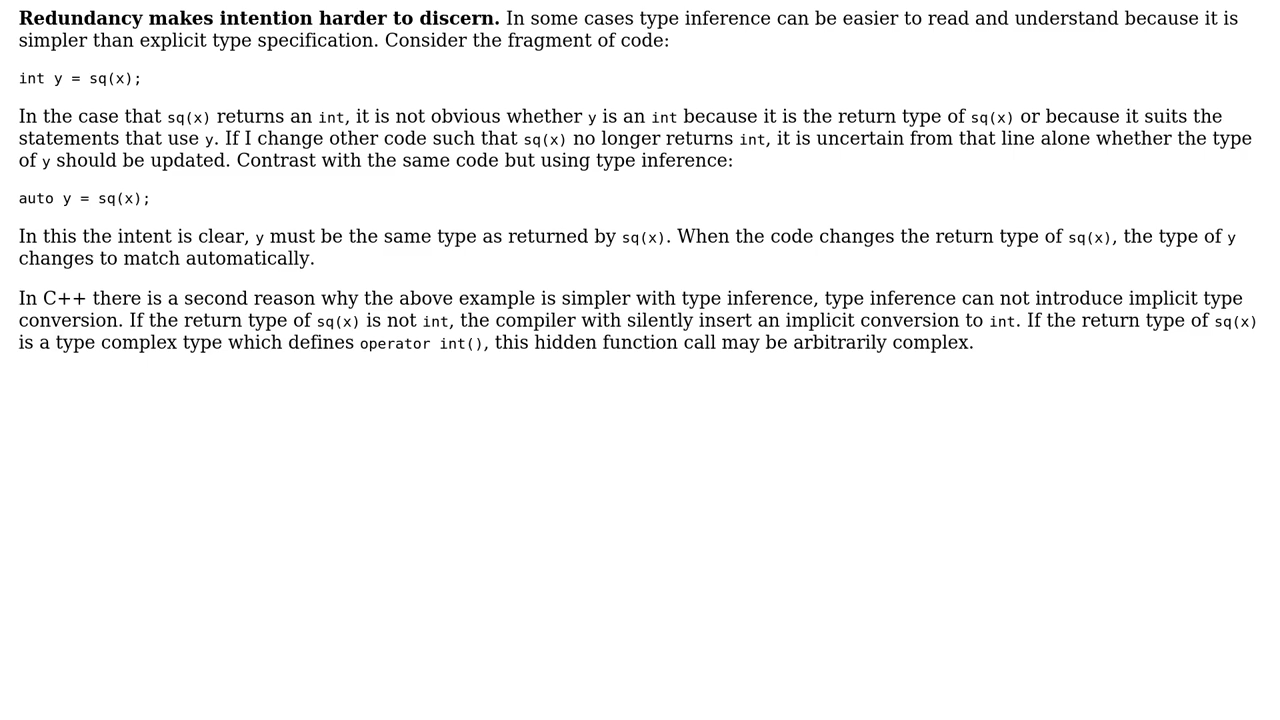 Redundancy makes intention harder to discern. In some cases type inference can be easier to read and understand because it is
simpler than explicit type specification. Consider the fragment of code:
int y = sq(x);
In the case that sq(x) returns an int, it is not obvious whether y is an int because it is the return type of sq(x) or because it suits the
statements that use y. If I change other code such that sq(x) no longer returns int, it is uncertain from that line alone whether the type
of y should be updated. Contrast with the same code but using type inference:
auto y = sq(x);
In this the intent is clear, y must be the same type as returned by sq(x). When the code changes the return type of sq(x), the type of y
changes to match automatically.
In C++ there is a second reason why the above example is simpler with type inference, type inference can not introduce implicit type
conversion. If the return type of sq(x) is not int, the compiler with silently insert an implicit conversion to int. If the return type of sq(x)
is a type complex type which defines operator int(), this hidden function call may be arbitrarily complex.